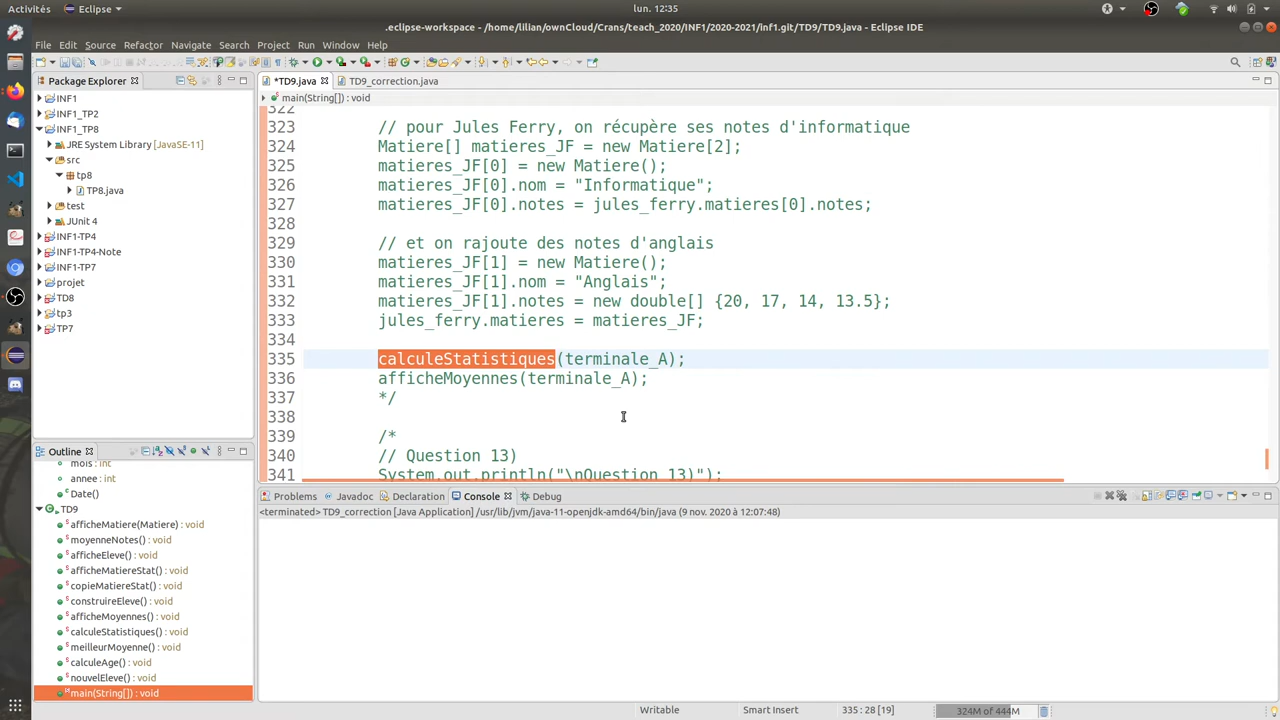 Activités Eclipse lun. 12:35
.eclipse-workspace - /home/lilian/ownCloud/Crans/teach_2020/INF1/2020-2021/inf1.git/TD9/TD9.java - Eclipse IDE
File Edit Source Refactor Navigate Search Project Run Window Help
Package Explorer
*TD9.java TD9_correction.java
INF1
main(String[]) : void
INF1_TP2
INF1_TP8
JRE System Library [JavaSE-11]
src
tp8
TP8.java
test
JUnit 4
INF1-TP4
INF1-TP4-Note
INF1-TP7
projet
TD8
tp3
TP7
322
323 // pour Jules Ferry, on récupère ses notes d'informatique
324 Matiere[] matieres_JF = new Matiere[2];
325 matieres_JF[0] = new Matiere();
326 matieres_JF[0].nom = "Informatique";
327 matieres_JF[0].notes = jules_ferry.matieres[0].notes;
328
329 // et on rajoute des notes d'anglais
330 matieres_JF[1] = new Matiere();
331 matieres_JF[1].nom = "Anglais";
332 matieres_JF[1].notes = new double[] {20, 17, 14, 13.5};
333 jules_ferry.matieres = matieres_JF;
334
335 calculeStatistiques(terminale_A);
336 afficheMoyennes(terminale_A);
337 */
338
339 /*
340 // Question 13)
341 System.out.println("\nQuestion 13)");
Outline
mois : int
annee : int
Date()
TD9
afficheMatiere(Matiere) : void
moyenneNotes() : void
afficheEleve() : void
afficheMatiereStat() : void
copieMatiereStat() : void
construireEleve() : void
afficheMoyennes() : void
calculeStatistiques() : void
meilleurMoyenne() : void
calculeAge() : void
nouvelEleve() : void
main(String[]) : void
Problems Javadoc Declaration Console Debug
<terminated> TD9_correction [Java Application] /usr/lib/jvm/java-11-openjdk-amd64/bin/java (9 nov. 2020 à 12:07:48)
Writable Smart Insert 335 : 28 [19] 324M of 444M